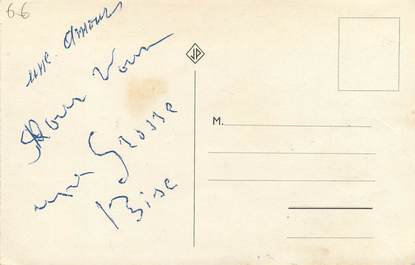 66
une amour
Pour vous
une Grosse
Bise
JP
M.